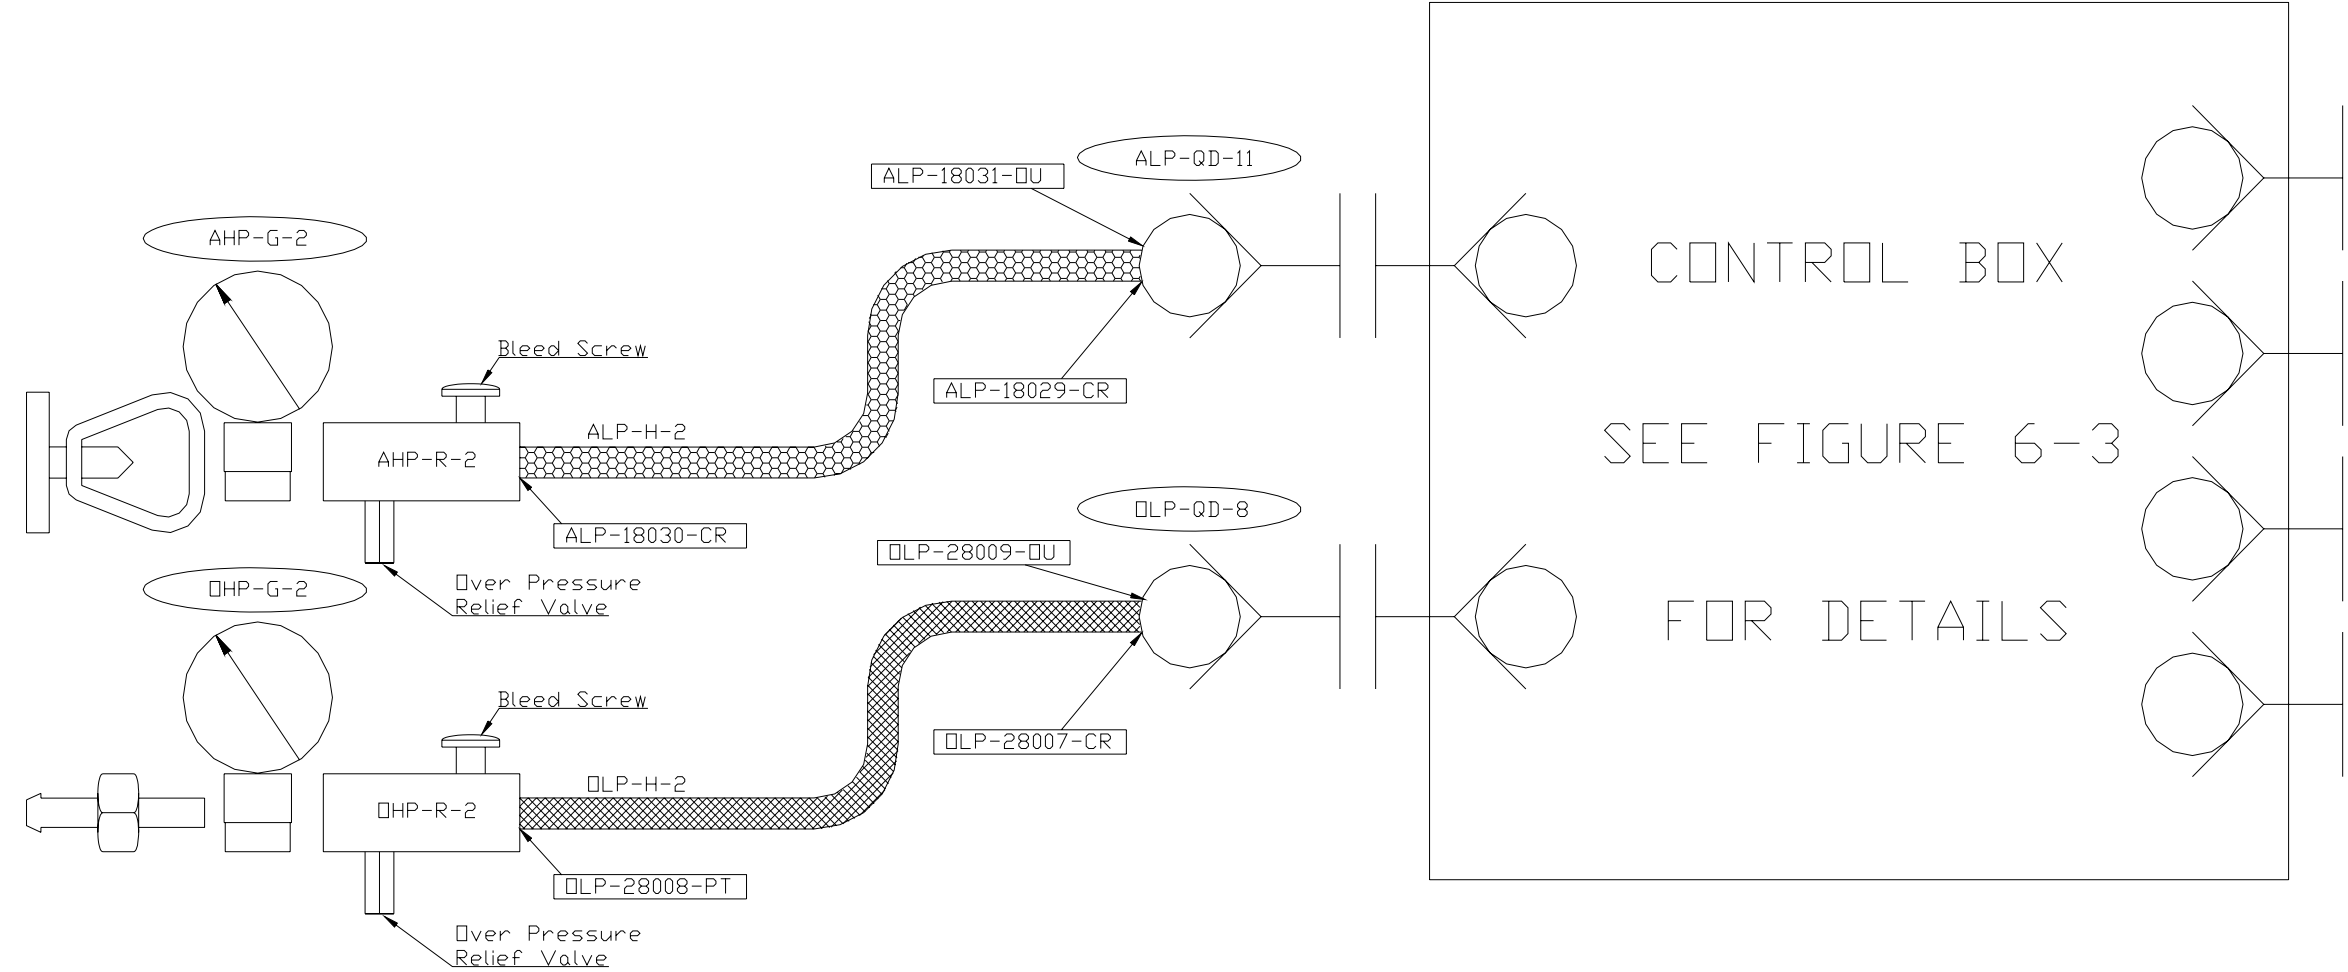 ALP-QD-11
ALP-18031-OU
AHP-G-2
CONTROL BOX
Bleed Screw
ALP-18029-CR
ALP-H-2
AHP-R-2
SEE FIGURE 6-3
OLP-QD-8
ALP-18030-CR
OLP-28009-OU
OHP-G-2
Over Pressure
Relief Valve
FOR DETAILS
Bleed Screw
OLP-28007-CR
OLP-H-2
OHP-R-2
OLP-28008-PT
Over Pressure
Relief Valve